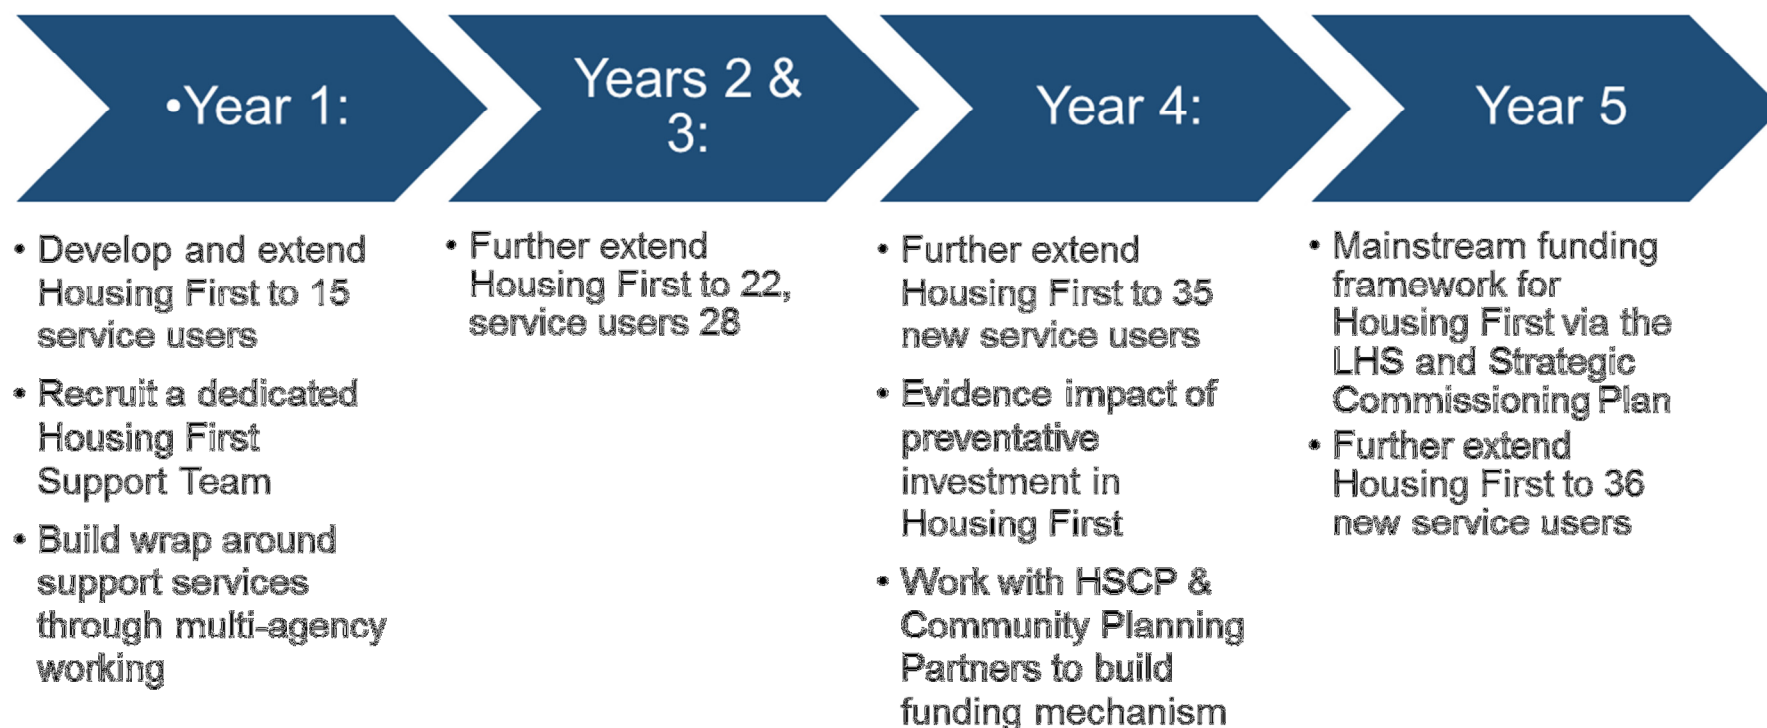 •Year 1:
• Develop and extend
Housing First to 15
service users
• Recruit a dedicated
Housing First
Support Team
• Build wrap around
support services
through multi-agency
working
Years 2 &
3:
• Further extend
Housing First to 22,
service users 28
Year 4:
• Further extend
Housing First to 35
new service users
• Evidence impact of
preventative
investment in
Housing First
• Work with HSCP &
Community Planning
Partners to build
funding mechanism
Year 5
• Mainstream funding
framework for
Housing First via the
LHS and Strategic
Commissioning Plan
• Further extend
Housing First to 36
new service users